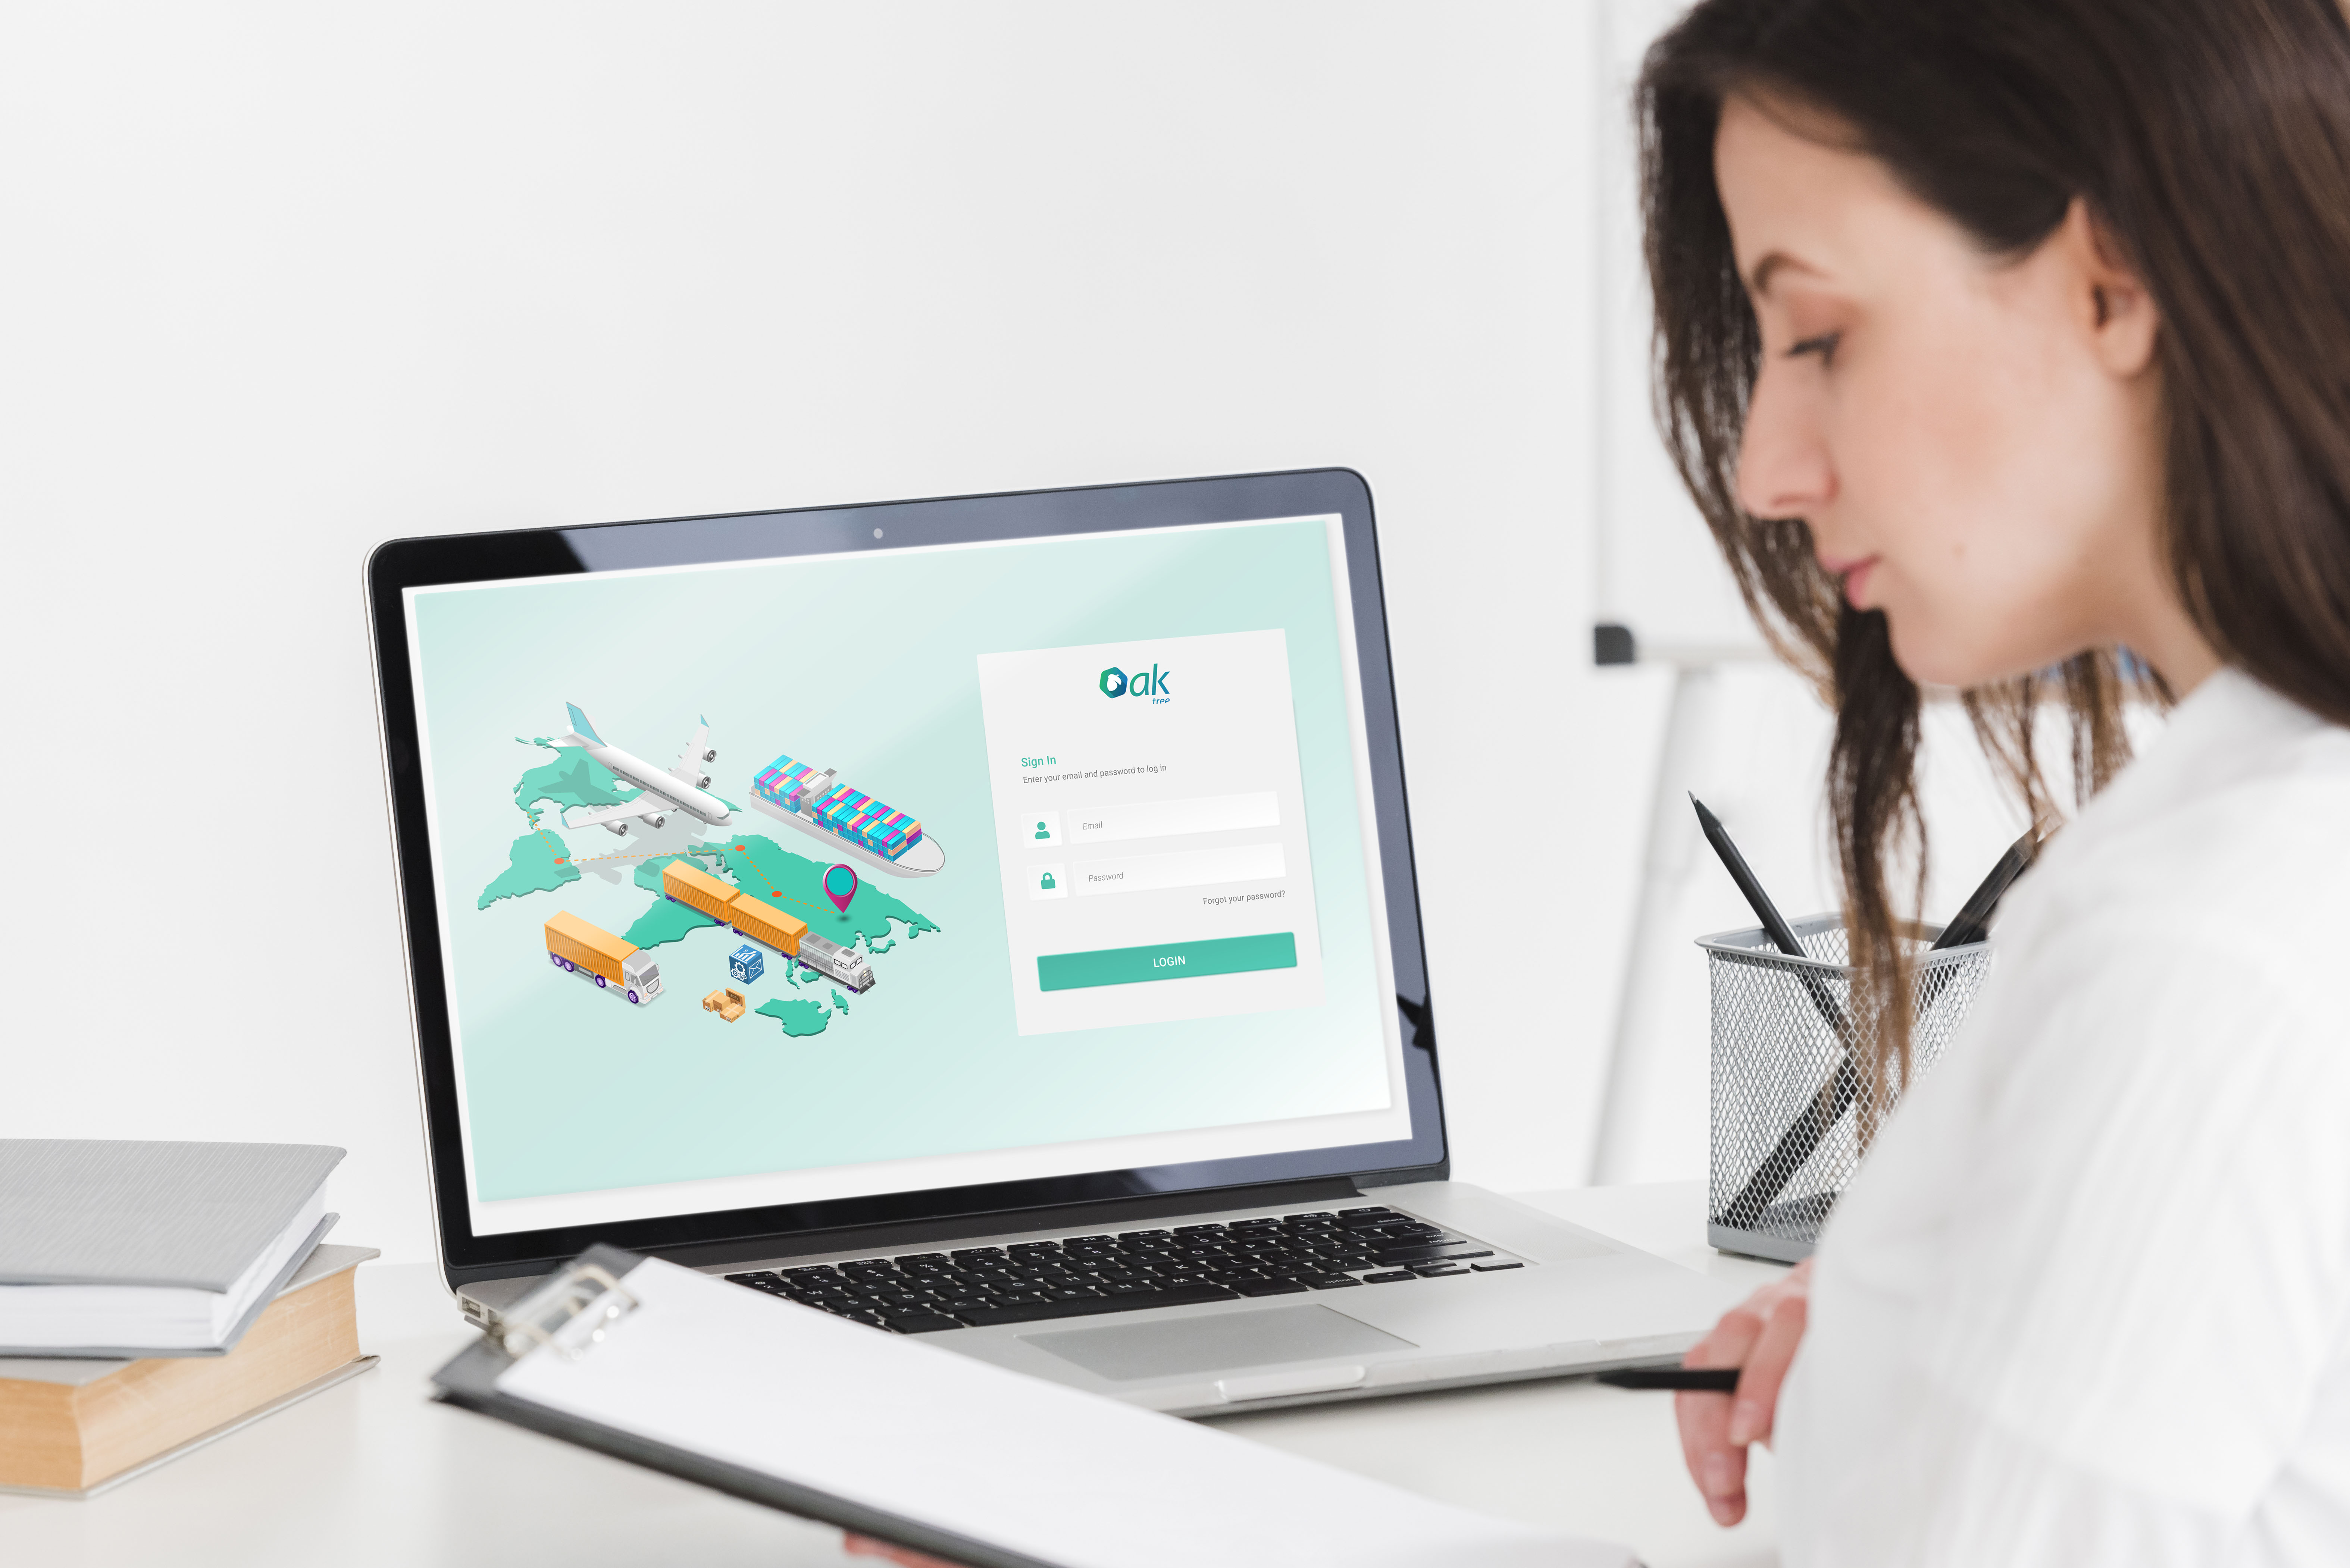 Oak
tree
Sign In
Enter your email and password to log in
Email
Password
Forgot your password?
LOGIN